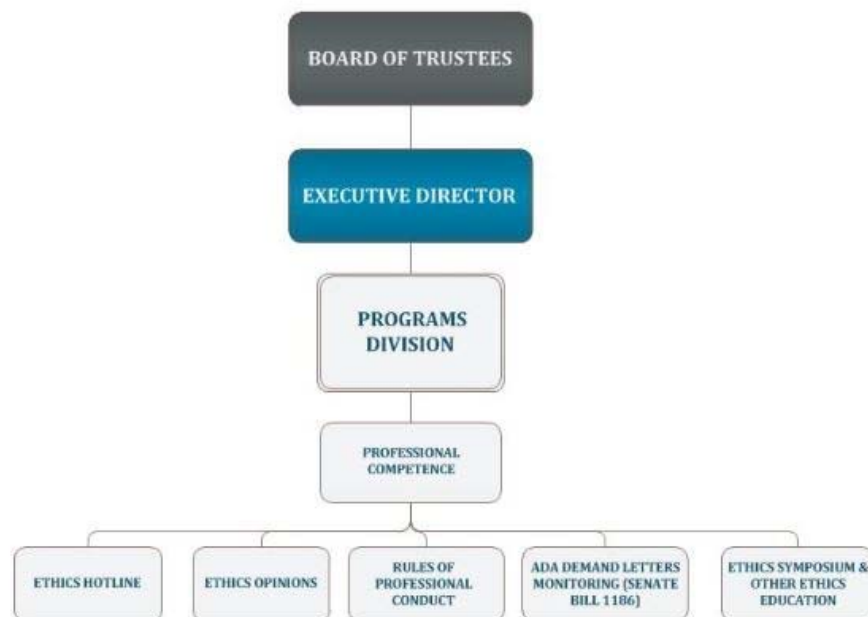 BOARD OF TRUSTEES
EXECUTIVE DIRECTOR
PROGRAMS
DIVISION
PROFESSIONAL
COMPETENCE
ETHICS HOTLINE
ETHICS OPINIONS
RULES OF
PROFESSIONAL
CONDUCT
ADA DEMAND LETTERS
MONITORING (SENATE
BILL 1186)
ETHICS SYMPOSIUM &
OTHER ETHICS
EDUCATION